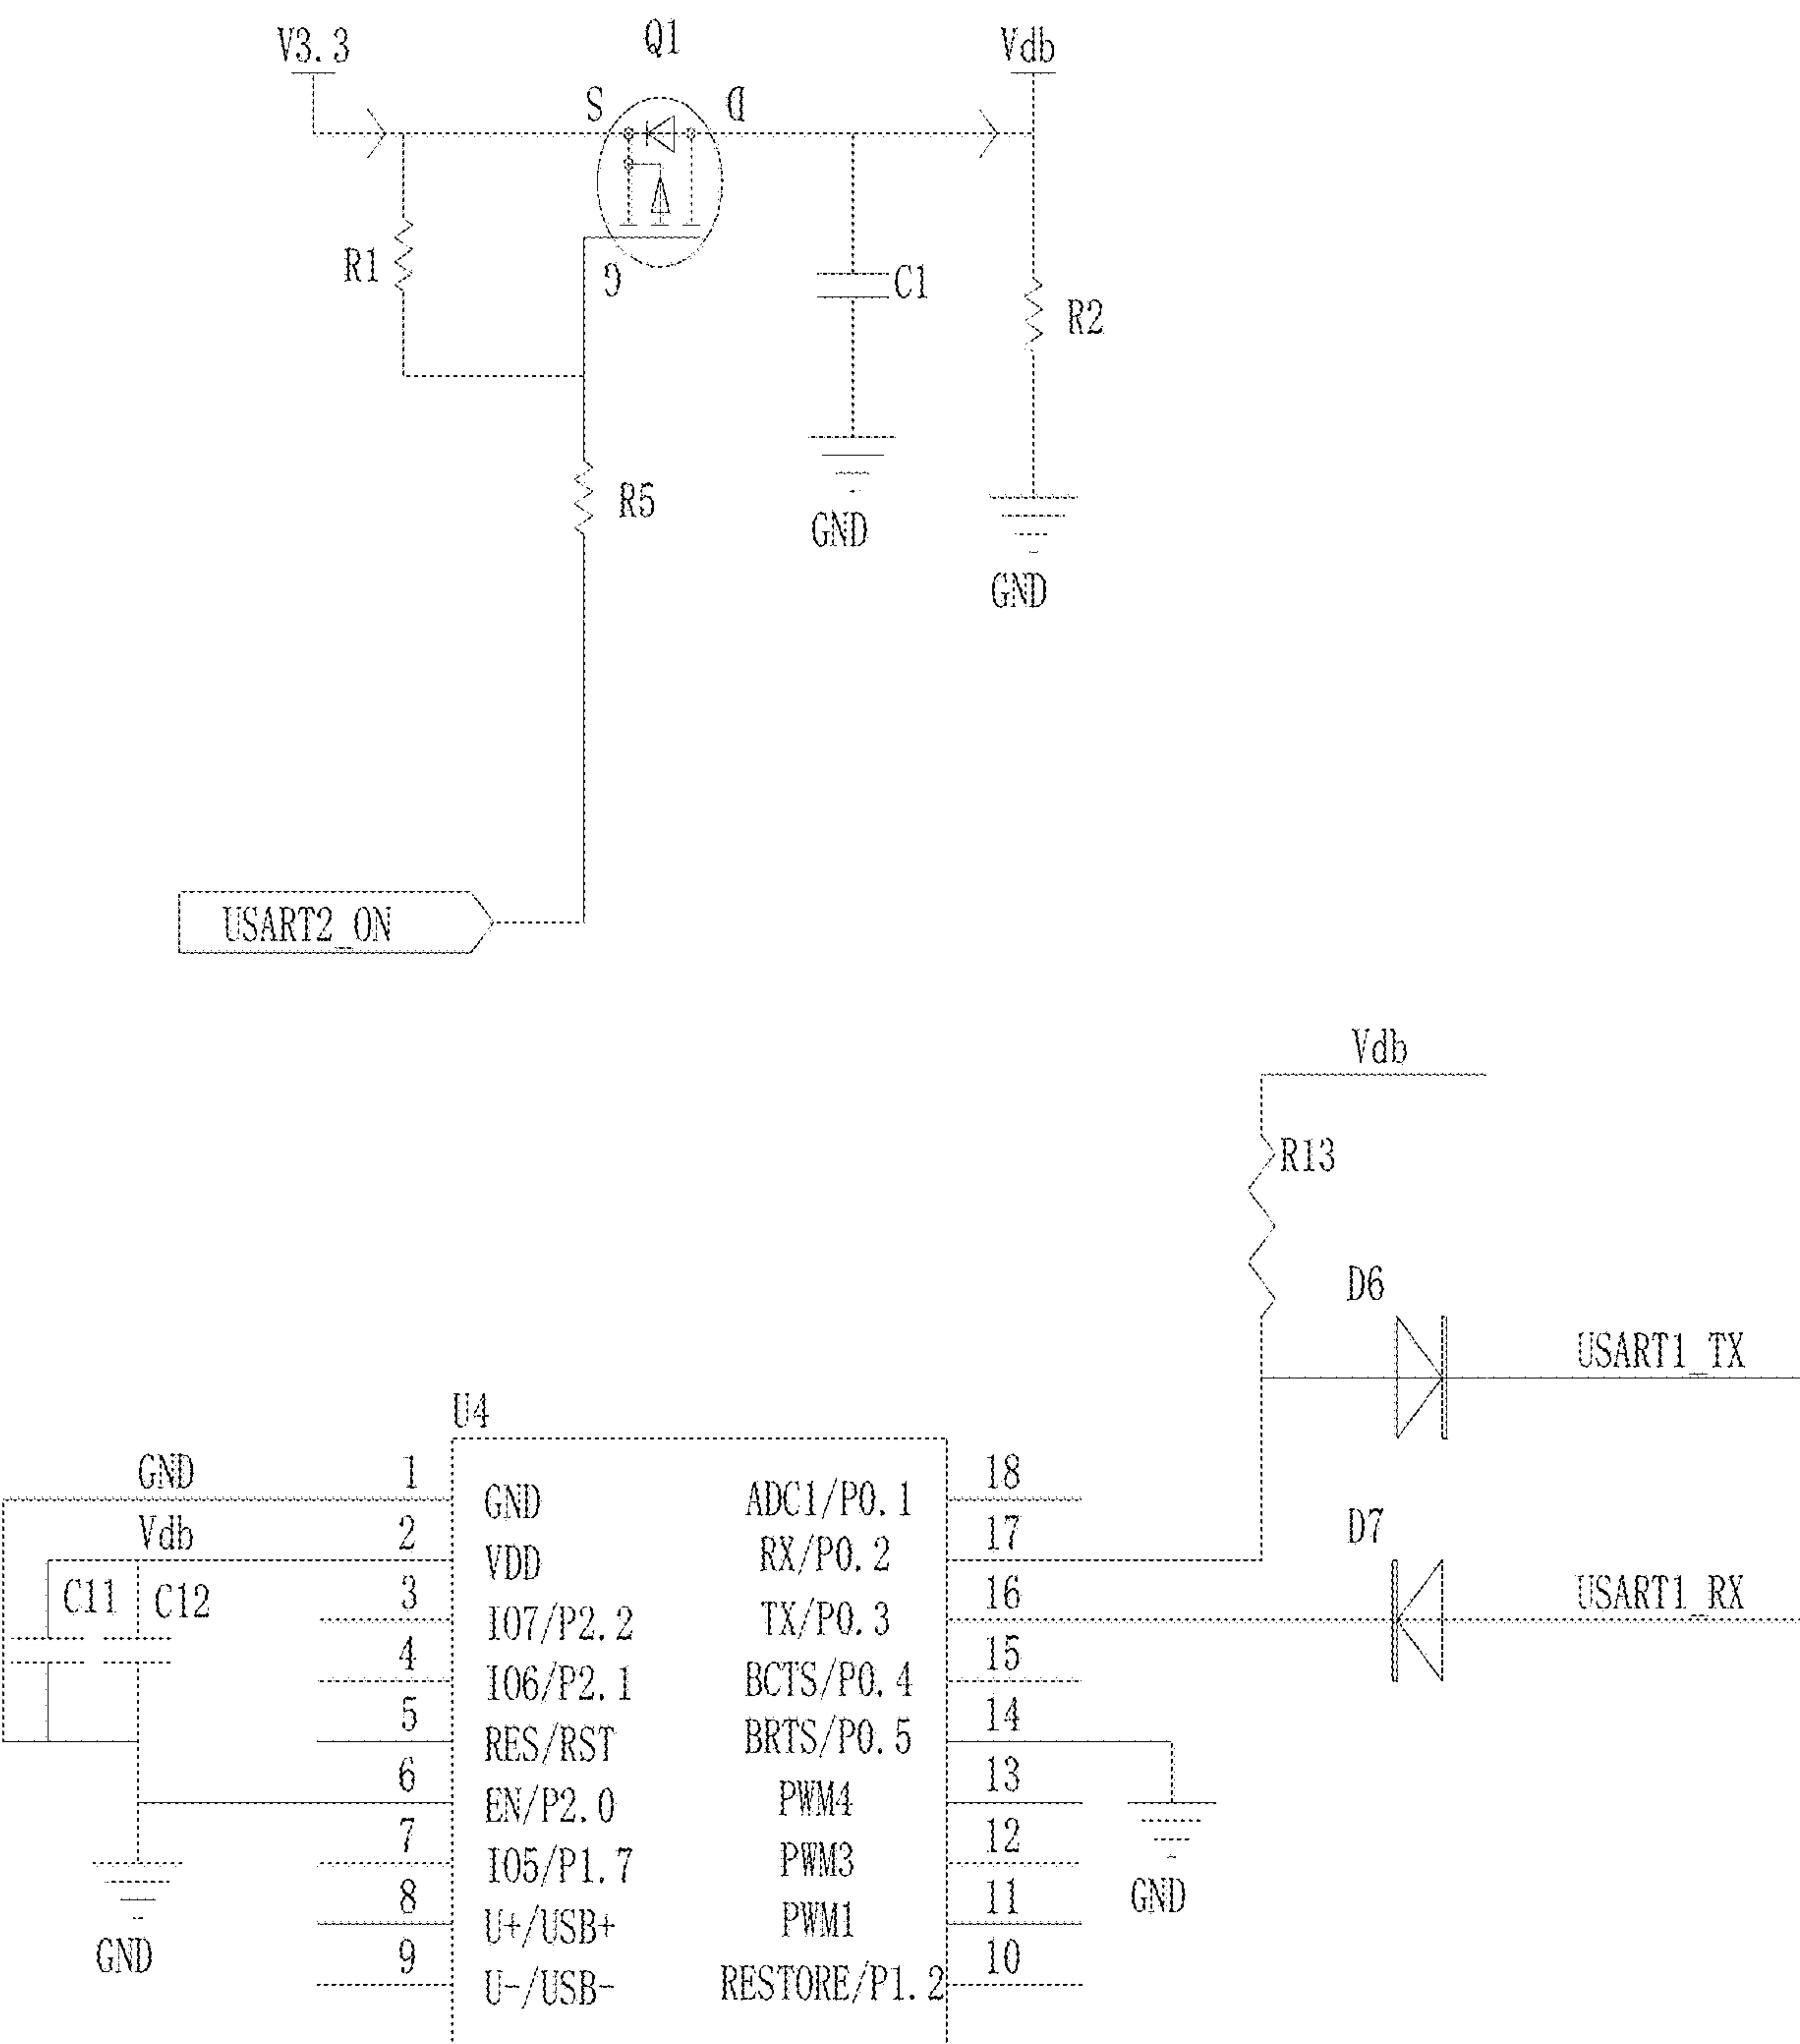 V3.3
Q1
Vdb
S
D
R1
G
C1
R2
R5
GND
GND
USART2_ON
Vdb
R13
D6
USART1_TX
U4
GND
1
GND
ADC1/P0.1
18
Vdb
2
VDD
RX/P0.2
17
D7
C11
C12
3
IO7/P2.2
TX/P0.3
16
USART1_RX
4
IO6/P2.1
BCTS/P0.4
15
5
RES/RST
BRTS/P0.5
14
6
EN/P2.0
PWM4
13
7
IO5/P1.7
PWM3
12
GND
8
U+/USB+
PWM1
11
GND
9
U-/USB-
RESTORE/P1.2
10